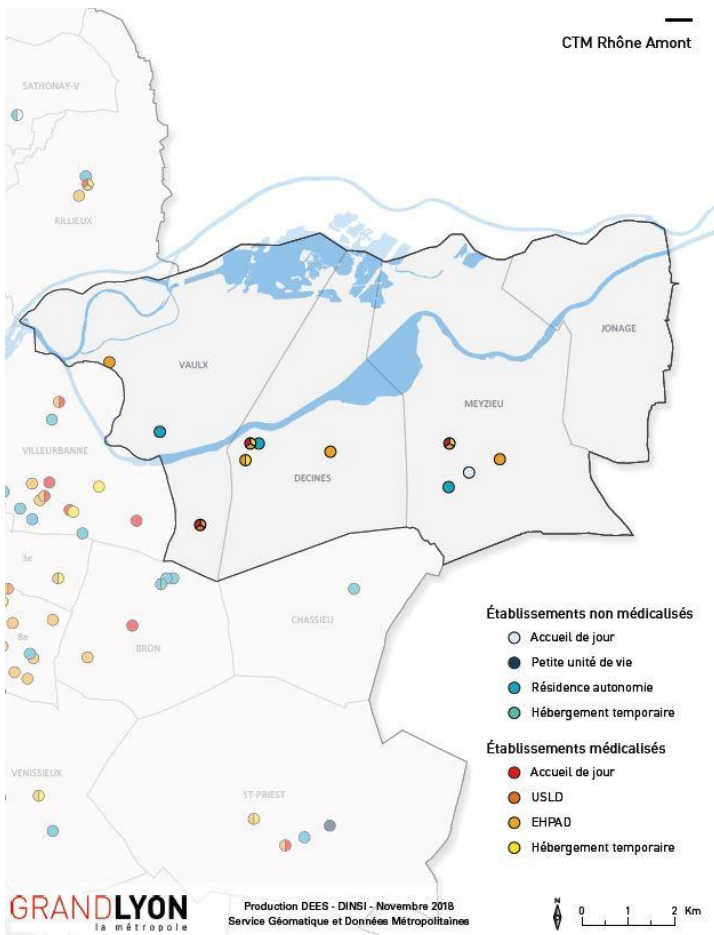 CTM Rhône Amont
SATHONAY-V
RILLIEUX
JONAGE
VAULX
MEYZIEU
VILLEURBANNE
DECINES
3e
CHASSIEU
8e
BRON
Établissements non médicalisés
Accueil de jour
Petite unité de vie
Résidence autonomie
Hébergement temporaire
Établissements médicalisés
Accueil de jour
USLD
EHPAD
Hébergement temporaire
VENISSIEUX
ST-PRIEST
GRANDLYON
la métropole
Production DEES - DINSI - Novembre 2018
Service Géomatique et Données Métropolitaines
N
0 1 2 Km